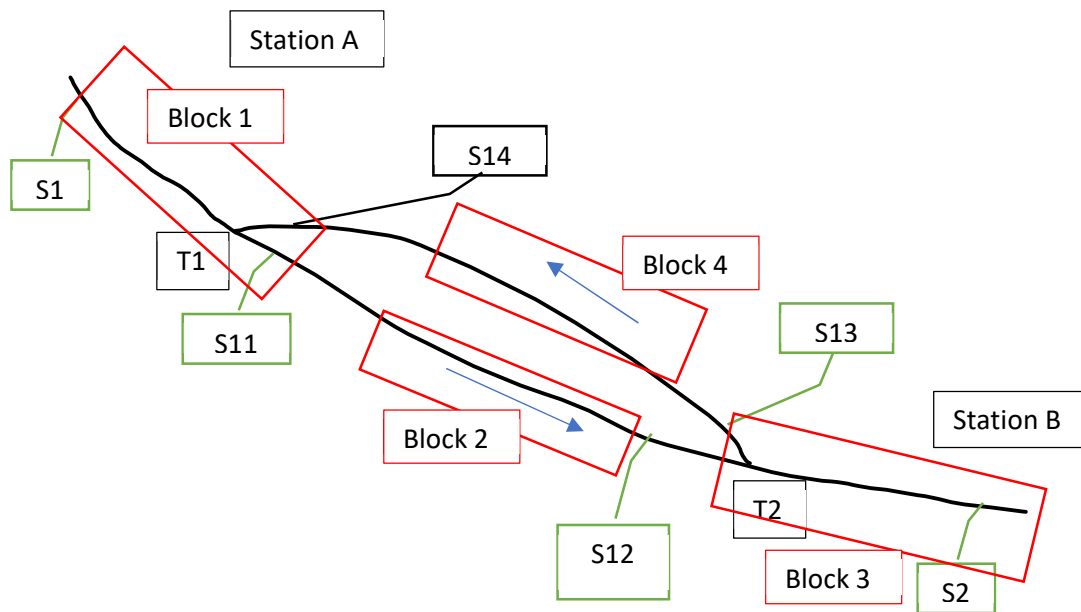 Station A
Block 1
S14
S1
T1
Block 4
S11
S13
Station B
Block 2
T2
S12
Block 3
S2